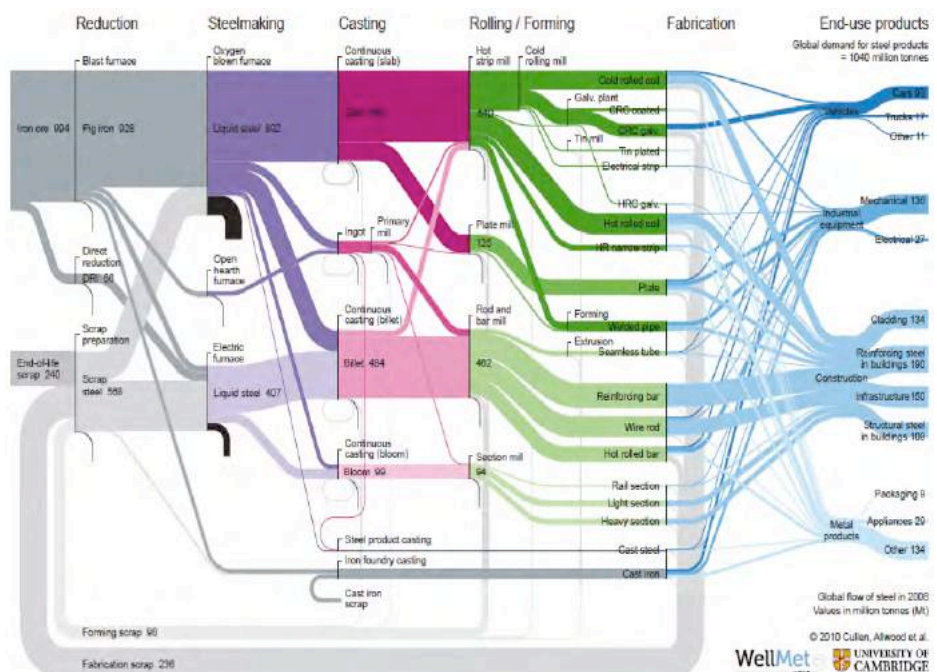 Reduction
Steelmaking
Casting
Rolling / Forming
Fabrication
End-use products
Global demand for steel products
= 1040 million tonnes
Blast furnace
Oxygen
blown furnace
Continuous
casting (slab)
Hot
strip mill
Cold
rolling mill
Iron ore 994
Pig iron 928
Liquid steel
Galv. plant
Tin mill
Cold rolled coil
CRC coated
CRC galv.
Tin plated
Electrical strip
HRC galv.
Hot rolled coil
HR narrow strip
Vehicles
Cars 93
Trucks 17
Other 11
Direct
reduction
DRI 66
Open
hearth
furnace
Ingot
Primary
mill
Plate mill
Plate
Industrial
equipment
Mechanical
Electrical 27
Scrap
preparation
End-of-life
scrap 240
Scrap
steel
Electric
furnace
Liquid steel 407
Continuous
casting (billet)
Billet 484
Rod and
bar mill
462
Forming
Welded pipe
Extrusion
Seamless tube
Reinforcing bar
Wire rod
Hot rolled bar
Cladding 134
Reinforcing steel
in buildings 190
Construction
Infrastructure 150
Structural steel
in buildings
Continuous
casting (bloom)
Bloom 99
Section mill
94
Rail section
Light section
Heavy section
Steel product casting
Cast steel
Iron foundry casting
Cast iron
Cast iron
scrap
Metal
products
Packaging 9
Appliances 29
Other 134
Forming scrap
Fabrication scrap
Global flow of steel in 2008
Values in million tonnes (Mt)
© 2010 Cullen, Allwood et al.
WellMet
UNIVERSITY OF
CAMBRIDGE